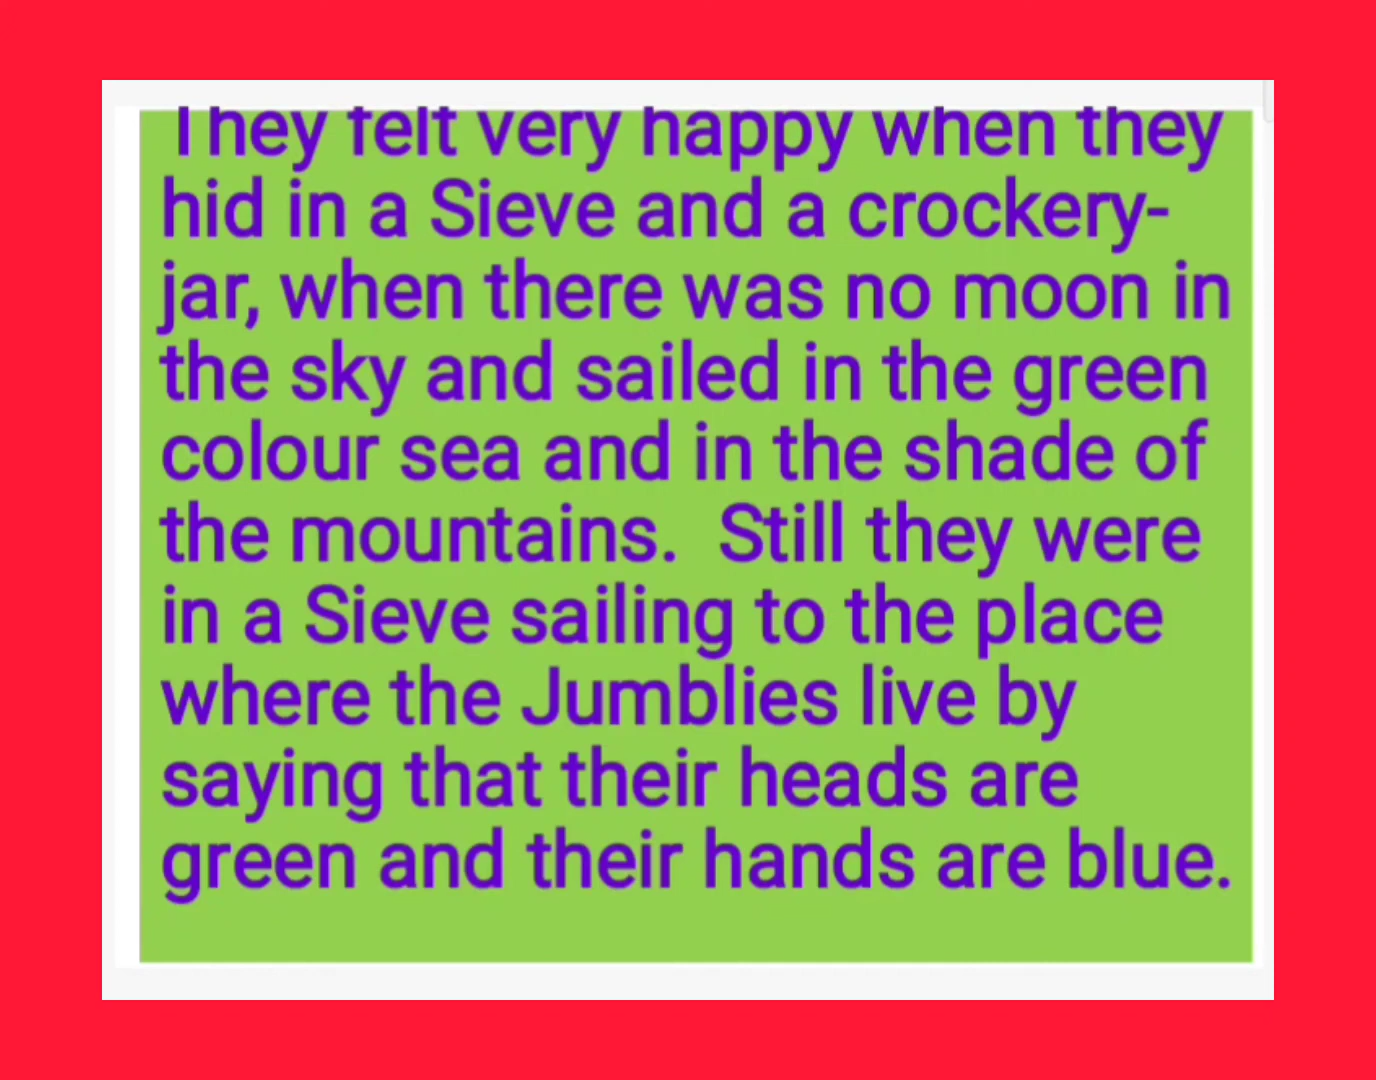 They felt very happy when they
hid in a Sieve and a crockery-
jar, when there was no moon in
the sky and sailed in the green
colour sea and in the shade of
the mountains.  Still they were
in a Sieve sailing to the place
where the Jumblies live by
saying that their heads are
green and their hands are blue.